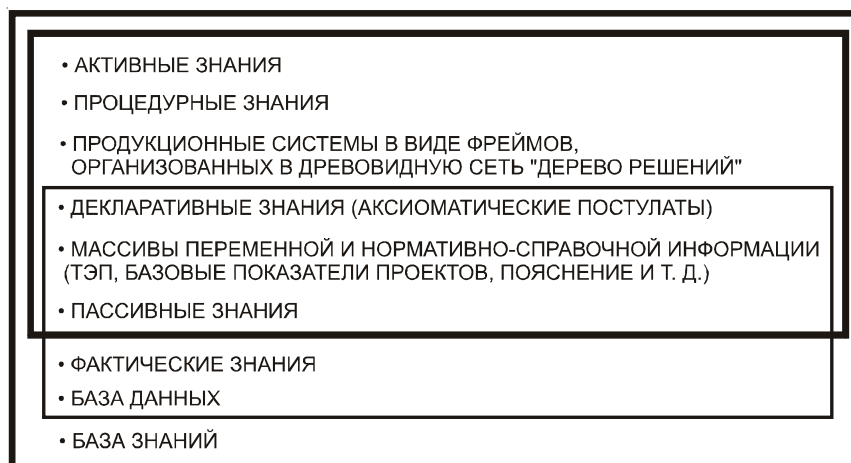 • АКТИВНЫЕ ЗНАНИЯ
• ПРОЦЕДУРНЫЕ ЗНАНИЯ
• ПРОДУКЦИОННЫЕ СИСТЕМЫ В ВИДЕ ФРЕЙМОВ,
ОРГАНИЗОВАННЫХ В ДРЕВОВИДНУЮ СЕТЬ "ДЕРЕВО РЕШЕНИЙ"
• ДЕКЛАРАТИВНЫЕ ЗНАНИЯ (АКСИОМАТИЧЕСКИЕ ПОСТУЛАТЫ)
• МАССИВЫ ПЕРЕМЕННОЙ И НОРМАТИВНО-СПРАВОЧНОЙ ИНФОРМАЦИИ
(ТЭП, БАЗОВЫЕ ПОКАЗАТЕЛИ ПРОЕКТОВ, ПОЯСНЕНИЕ И Т. Д.)
• ПАССИВНЫЕ ЗНАНИЯ
• ФАКТИЧЕСКИЕ ЗНАНИЯ
• БАЗА ДАННЫХ
• БАЗА ЗНАНИЙ